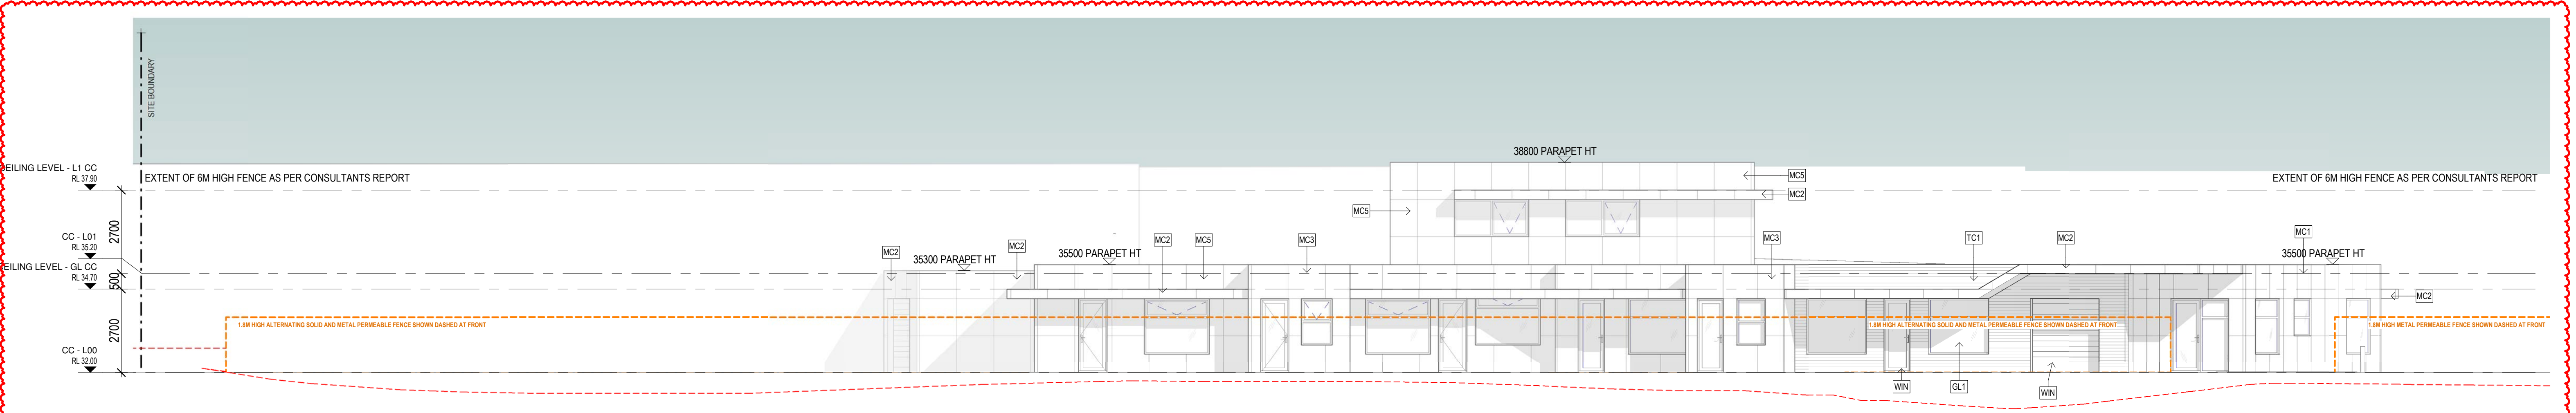 SITE BOUNDARY
38800 PARAPET HT
EILING LEVEL - L1 CC
RL 37.90
EXTENT OF 6M HIGH FENCE AS PER CONSULTANTS REPORT
EXTENT OF 6M HIGH FENCE AS PER CONSULTANTS REPORT
MC5
MC2
MC5
2700
CC - L01
RL 35.20
MC2
MC2
MC2
MC5
MC3
MC3
TC1
MC2
MC1
35300 PARAPET HT
35500 PARAPET HT
35500 PARAPET HT
EILING LEVEL - GL CC
RL 34.70
500
MC2
1.8M HIGH ALTERNATING SOLID AND METAL PERMEABLE FENCE SHOWN DASHED AT FRONT
1.8M HIGH ALTERNATING SOLID AND METAL PERMEABLE FENCE SHOWN DASHED AT FRONT
1.8M HIGH METAL PERMEABLE FENCE SHOWN DASHED AT FRONT
2700
CC - L00
RL 32.00
WIN
GL1
WIN